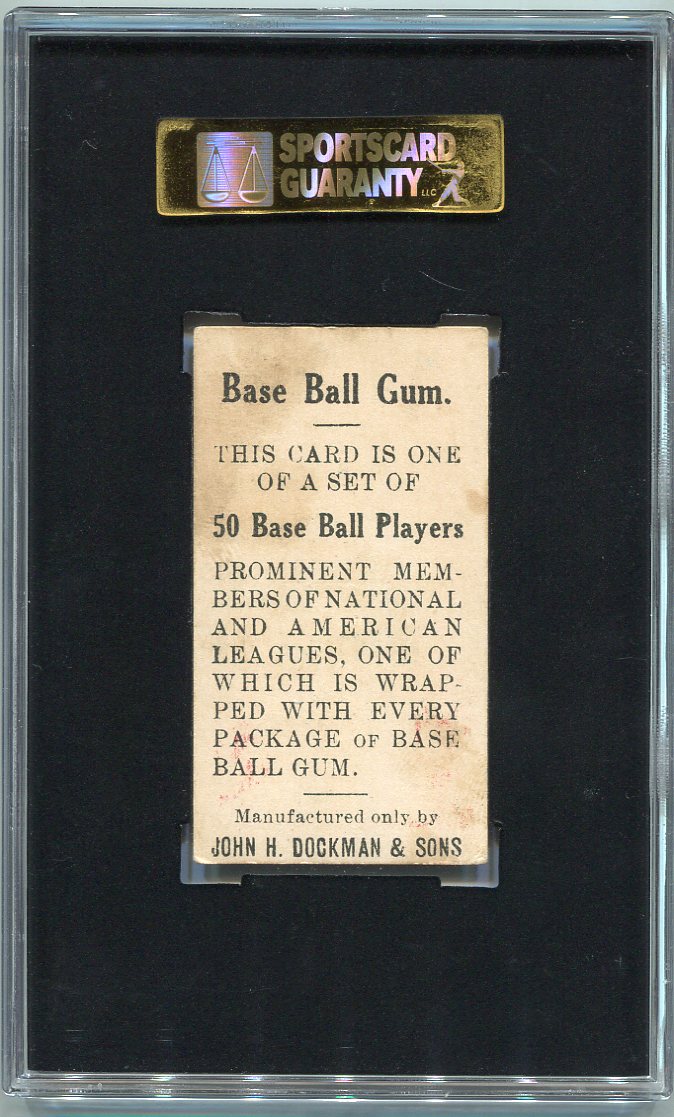 SPORTSCARD
GUARANTY LLC
Base Ball Gum.
THIS CARD IS ONE
OF A SET OF
50 Base Ball Players
PROMINENT MEM-
BERS OF NATIONAL
AND AMERICAN
LEAGUES, ONE OF
WHICH IS WRAP-
PED WITH EVERY
PACKAGE OF BASE
BALL GUM.
Manufactured only by
JOHN H. DOCKMAN & SONS